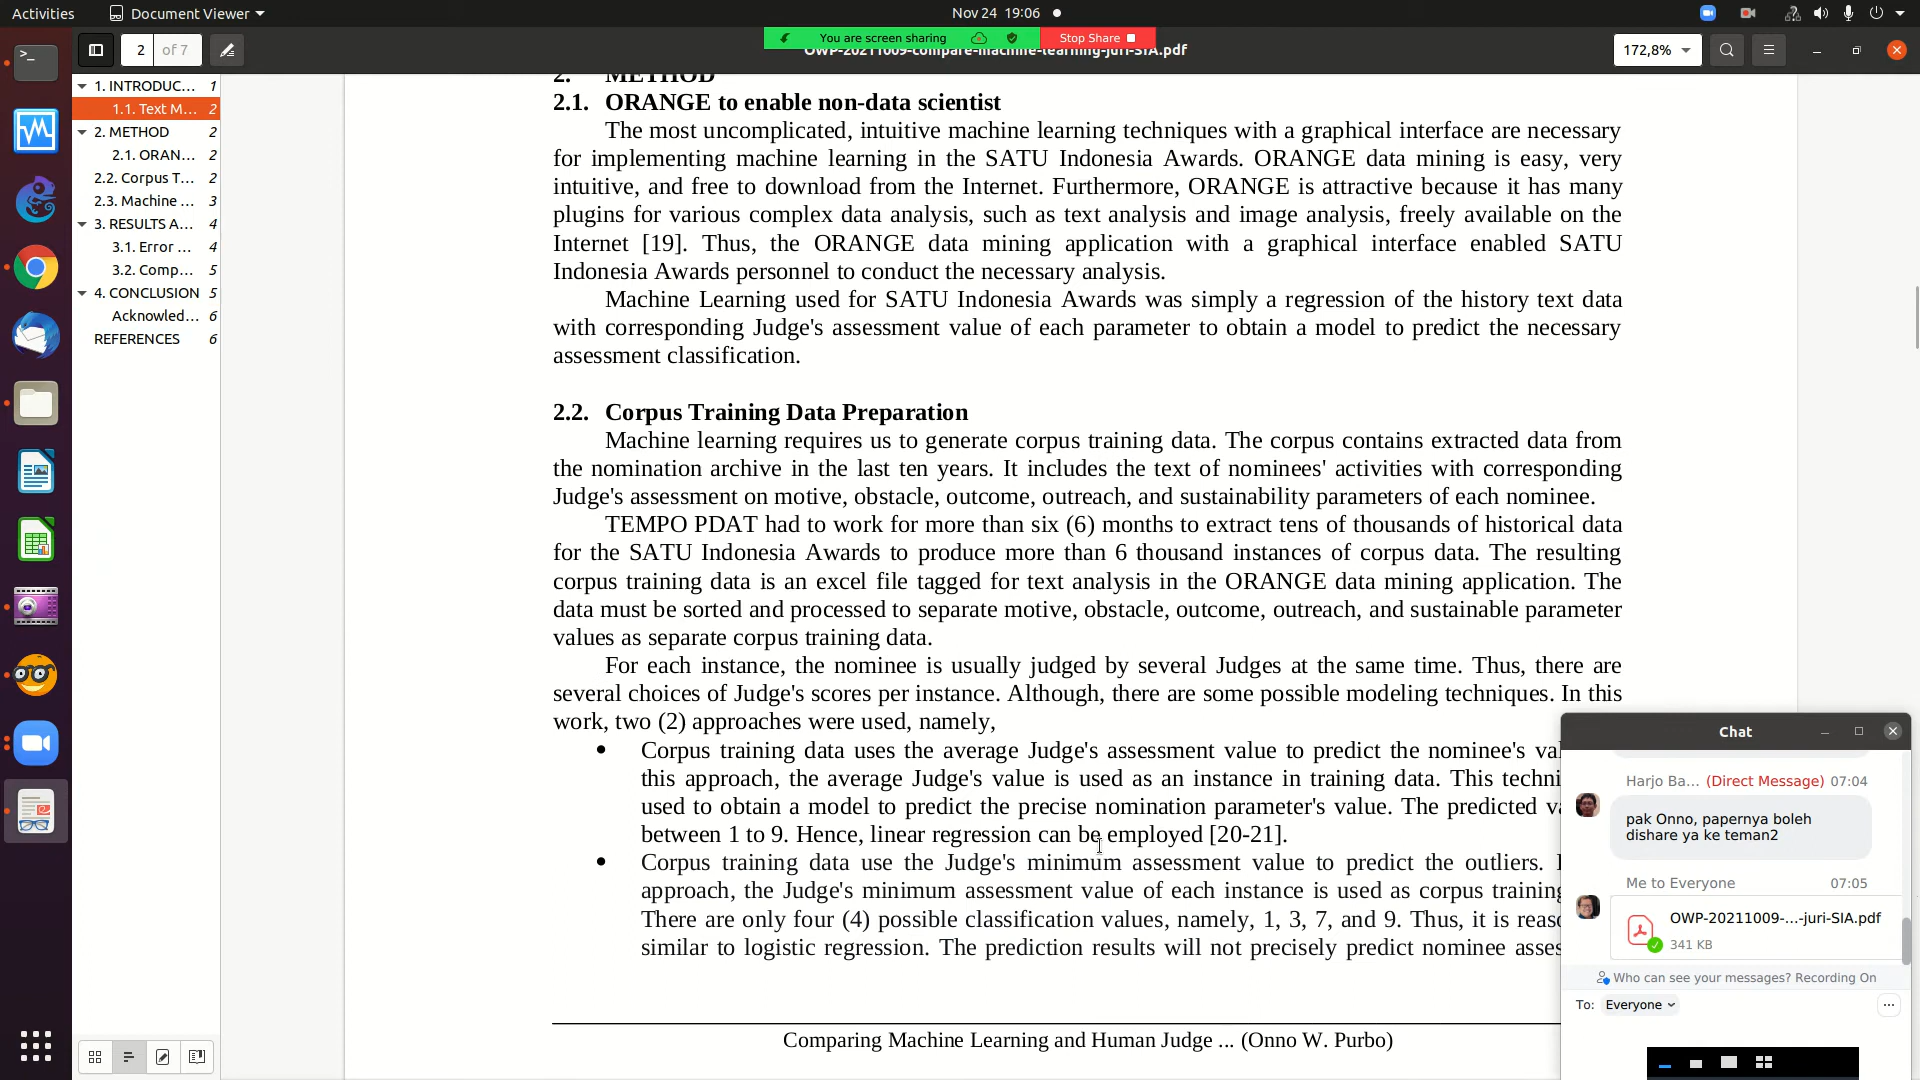 Activities
Document Viewer
Nov 24 19:06
2
of 7
You are screen sharing
Stop Share
OWP-20211009-compare-machine-learning-juri-SIA.pdf
172,8%
1. INTRODUC... 1
1.1. Text M... 2
2. METHOD 2
2.1. ORAN... 2
2.2. Corpus T... 2
2.3. Machine ... 3
3. RESULTS A... 4
3.1. Error ... 4
3.2. Comp... 5
4. CONCLUSION 5
Acknowled... 6
REFERENCES 6
2. METHOD
2.1. ORANGE to enable non-data scientist
The most uncomplicated, intuitive machine learning techniques with a graphical interface are necessary
for implementing machine learning in the SATU Indonesia Awards. ORANGE data mining is easy, very
intuitive, and free to download from the Internet. Furthermore, ORANGE is attractive because it has many
plugins for various complex data analysis, such as text analysis and image analysis, freely available on the
Internet [19]. Thus, the ORANGE data mining application with a graphical interface enabled SATU
Indonesia Awards personnel to conduct the necessary analysis.
Machine Learning used for SATU Indonesia Awards was simply a regression of the history text data
with corresponding Judge's assessment value of each parameter to obtain a model to predict the necessary
assessment classification.
2.2. Corpus Training Data Preparation
Machine learning requires us to generate corpus training data. The corpus contains extracted data from
the nomination archive in the last ten years. It includes the text of nominees' activities with corresponding
Judge's assessment on motive, obstacle, outcome, outreach, and sustainability parameters of each nominee.
TEMPO PDAT had to work for more than six (6) months to extract tens of thousands of historical data
for the SATU Indonesia Awards to produce more than 6 thousand instances of corpus data. The resulting
corpus training data is an excel file tagged for text analysis in the ORANGE data mining application. The
data must be sorted and processed to separate motive, obstacle, outcome, outreach, and sustainable parameter
values as separate corpus training data.
For each instance, the nominee is usually judged by several Judges at the same time. Thus, there are
several choices of Judge's scores per instance. Although, there are some possible modeling techniques. In this
work, two (2) approaches were used, namely,
• Corpus training data uses the average Judge's assessment value to predict the nominee's va
this approach, the average Judge's value is used as an instance in training data. This techni
used to obtain a model to predict the precise nomination parameter's value. The predicted va
between 1 to 9. Hence, linear regression can be employed [20-21].
• Corpus training data use the Judge's minimum assessment value to predict the outliers.
approach, the Judge's minimum assessment value of each instance is used as corpus training
There are only four (4) possible classification values, namely, 1, 3, 7, and 9. Thus, it is reas
similar to logistic regression. The prediction results will not precisely predict nominee asses
Comparing Machine Learning and Human Judge ... (Onno W. Purbo)
Chat
Harjo Ba... (Direct Message) 07:04
pak Onno, papernya boleh
dishare ya ke teman2
Me to Everyone 07:05
OWP-20211009-...-juri-SIA.pdf
341 KB
Who can see your messages? Recording On
To: Everyone